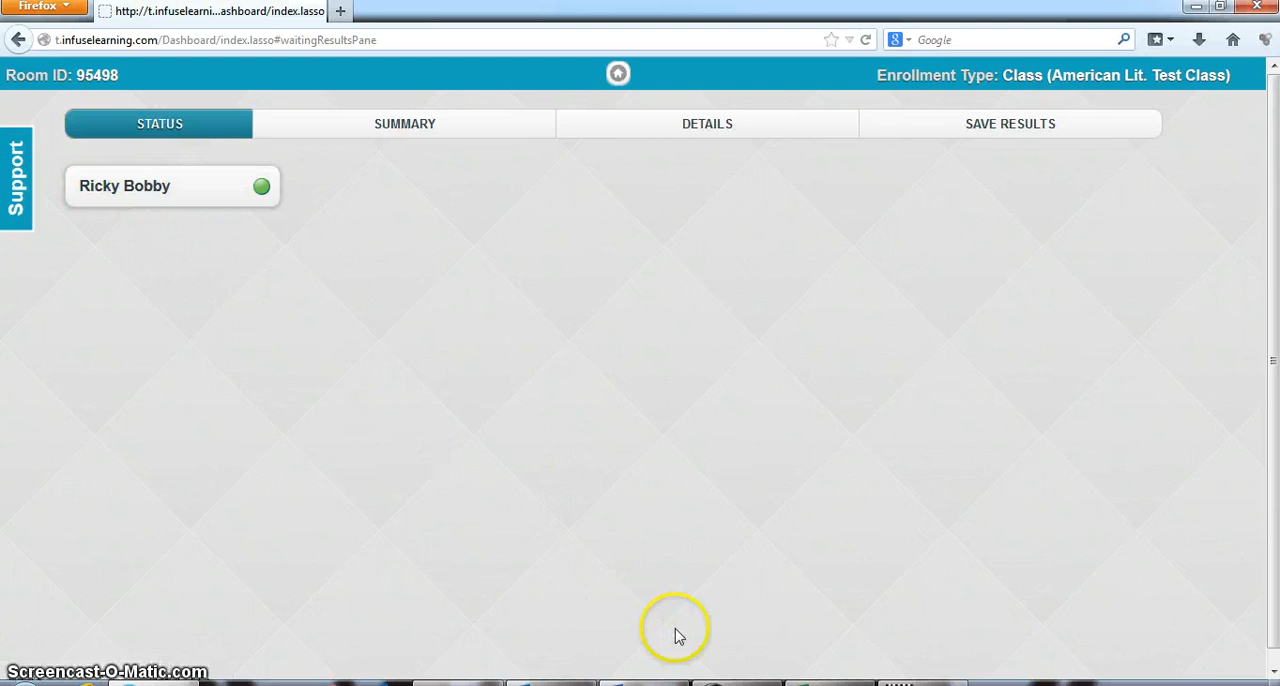 Firefox
http://t.infuselearni...ashboard/index.lasso
t.infuselearning.com/Dashboard/index.lasso#waitingResultsPane
Google
Room ID: 95498
Enrollment Type: Class (American Lit. Test Class)
STATUS
SUMMARY
DETAILS
SAVE RESULTS
Support
Ricky Bobby
Screencast-O-Matic.com